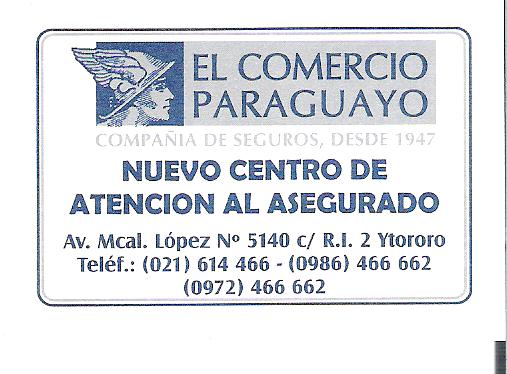 EL COMERCIO
PARAGUAYO
COMPAÑIA DE SEGUROS, DESDE 1947
NUEVO CENTRO DE
ATENCION AL ASEGURADO
Av. Mcal. López Nº 5140 c/ R.I. 2 Ytororo
Teléf.: (021) 614 466 - (0986) 466 662
(0972) 466 662